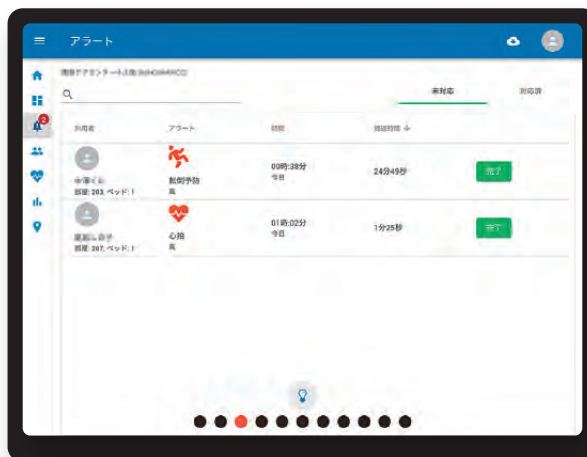 アラート
2
未対応
対応済
利用者
アラート
時間
経過時間 ↓
転倒予防
高
部屋: 203, ベッド: 1
00時:38分
今日
24分49秒
完了
心拍
高
部屋: 207, ベッド: 1
01時:02分
今日
1分25秒
完了